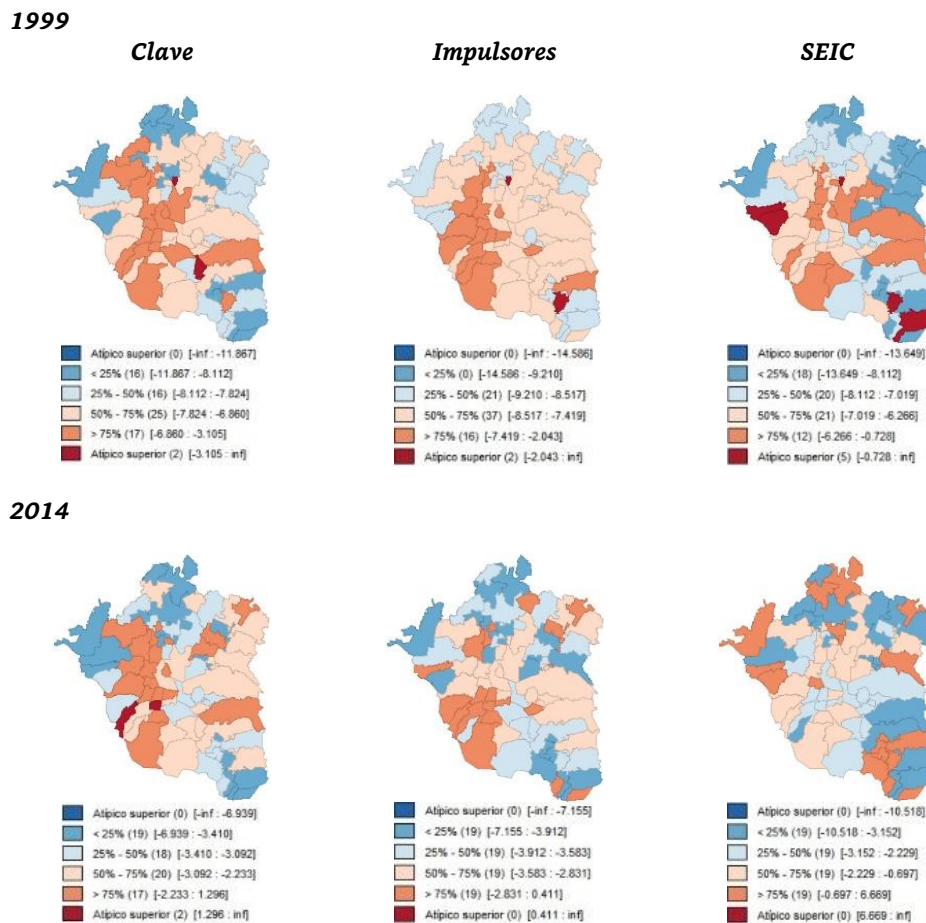 1999
Clave
Impulsores
SEIC
Atípico superior (0) [-inf : -11.867]
< 25% (16) [-11.867 : -8.112]
25% - 50% (16) [-8.112 : -7.824]
50% - 75% (25) [-7.824 : -6.860]
> 75% (17) [-6.860 : -3.105]
Atípico superior (2) [-3.105 : inf]
Atípico superior (0) [-inf : -14.586]
< 25% (0) [-14.586 : -9.210]
25% - 50% (21) [-9.210 : -8.517]
50% - 75% (37) [-8.517 : -7.419]
> 75% (16) [-7.419 : -2.043]
Atípico superior (2) [-2.043 : inf]
Atípico superior (0) [-inf : -13.649]
< 25% (18) [-13.649 : -8.112]
25% - 50% (20) [-8.112 : -7.019]
50% - 75% (21) [-7.019 : -6.266]
> 75% (12) [-6.266 : -0.728]
Atípico superior (5) [-0.728 : inf]
2014
Atípico superior (0) [-inf : -6.939]
< 25% (19) [-6.939 : -3.410]
25% - 50% (18) [-3.410 : -3.092]
50% - 75% (20) [-3.092 : -2.233]
> 75% (17) [-2.233 : 1.296]
Atípico superior (2) [1.296 : inf]
Atípico superior (0) [-inf : -7.155]
< 25% (19) [-7.155 : -3.912]
25% - 50% (19) [-3.912 : -3.583]
50% - 75% (19) [-3.583 : -2.831]
> 75% (19) [-2.831 : 0.411]
Atípico superior (0) [0.411 : inf]
Atípico superior (0) [-inf : -10.518]
< 25% (19) [-10.518 : -3.152]
25% - 50% (19) [-3.152 : -2.229]
50% - 75% (19) [-2.229 : -0.697]
> 75% (19) [-0.697 : 6.669]
Atípico superior (0) [6.669 : inf]